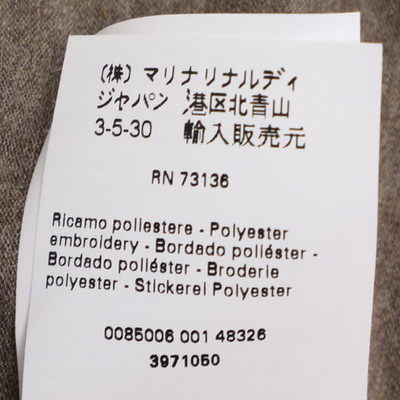 (株) マリナリナルディ
ジャパン 港区北青山
3-5-30 輸入販売元
RN 73136
Ricamo poliestere - Polyester
embroidery - Bordado poliéster -
Bordado poliéster - Broderie
polyester - Stickerei Polyester
0085006 001 48326
3971050